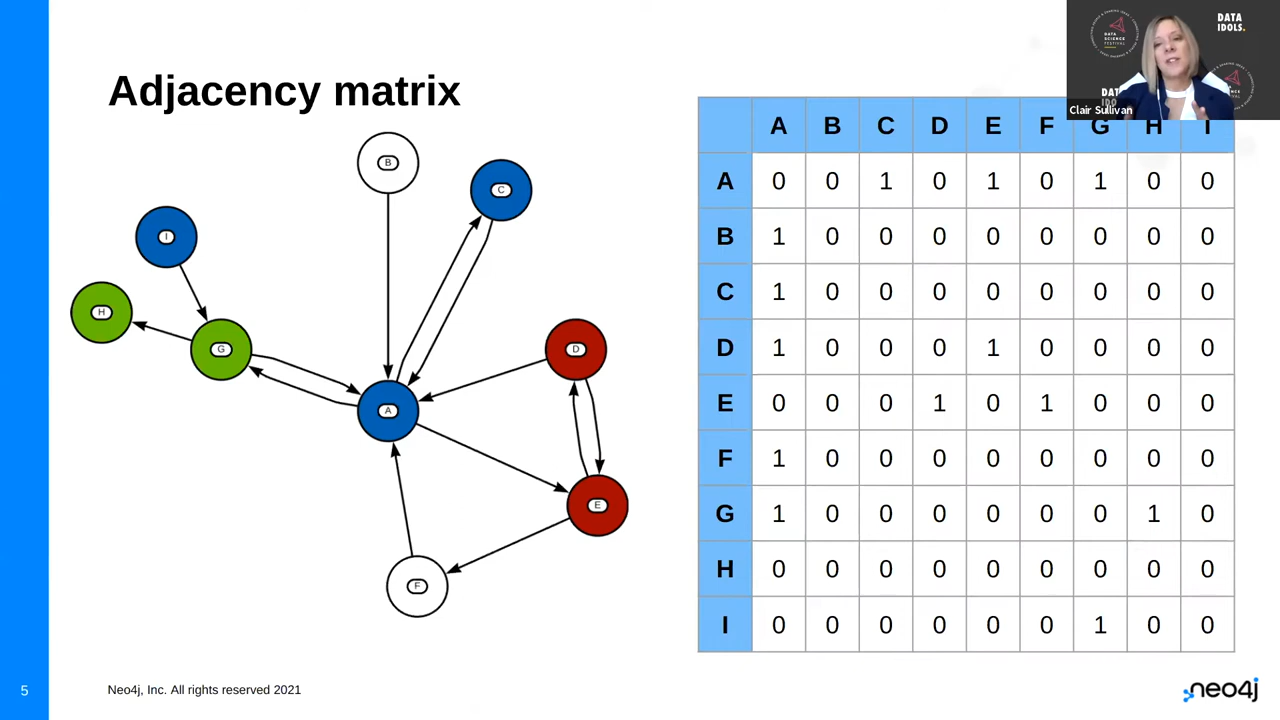 Adjacency matrix
B
C
I
H
G
D
A
E
F
DATA
IDOLS.
DATA
SCIENCE
FESTIVAL
Clair Sullivan
A B C D E F G H I
A 0 0 1 0 1 0 1 0 0
B 1 0 0 0 0 0 0 0 0
C 1 0 0 0 0 0 0 0 0
D 1 0 0 0 1 0 0 0 0
E 0 0 0 1 0 1 0 0 0
F 1 0 0 0 0 0 0 0 0
G 1 0 0 0 0 0 0 1 0
H 0 0 0 0 0 0 0 0 0
I 0 0 0 0 0 0 1 0 0
5
Neo4j, Inc. All rights reserved 2021
neo4j